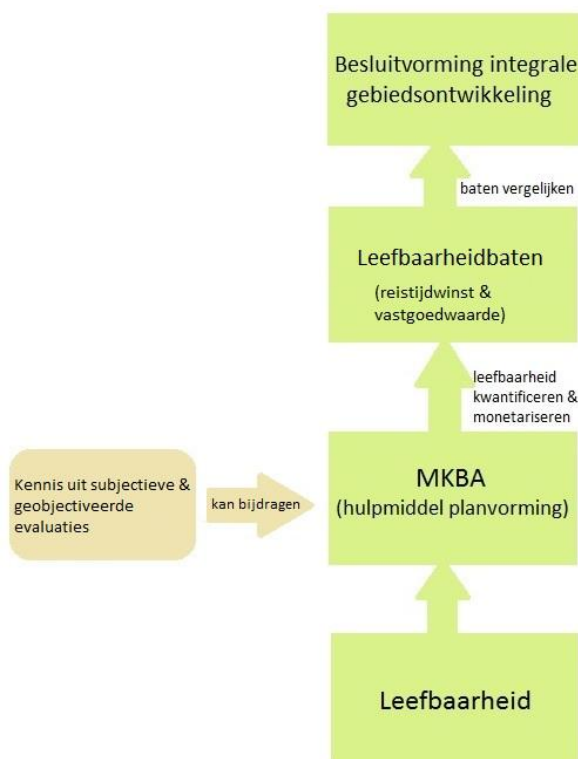 Besluitvorming integrale
gebiedsontwikkeling
baten vergelijken
Leefbaarheidbaten
(reistijdwinst &
vastgoedwaarde)
leefbaarheid
kwantificeren &
monetariseren
MKBA
(hulpmiddel planvorming)
Kennis uit subjectieve &
geobjectiveerde
evaluaties
kan bijdragen
Leefbaarheid